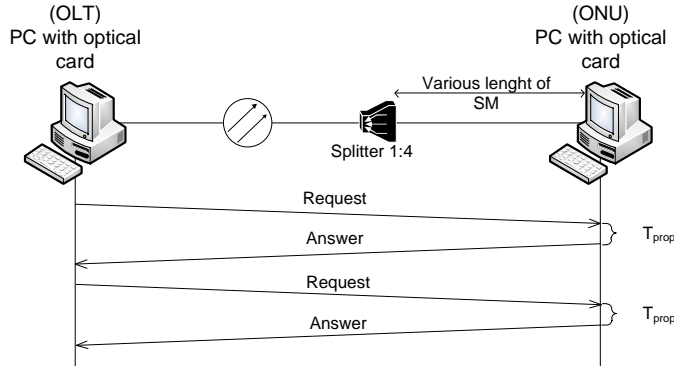 (OLT)
PC with optical
card
(ONU)
PC with optical
card
Various lenght of
SM
Splitter 1:4
Request
Answer
Tprop
Request
Answer
Tprop